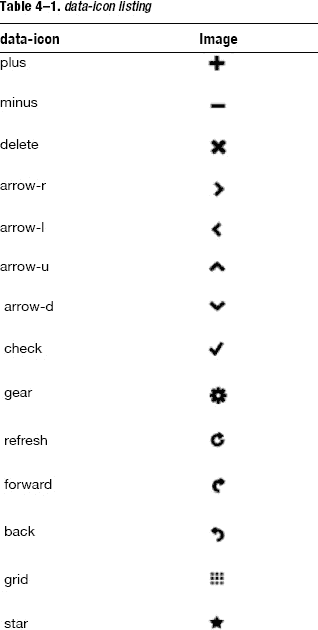 Table 4–1. data-icon listing
data-icon Image
plus
minus
delete
arrow-r
arrow-l
arrow-u
arrow-d
check
gear
refresh
forward
back
grid
star